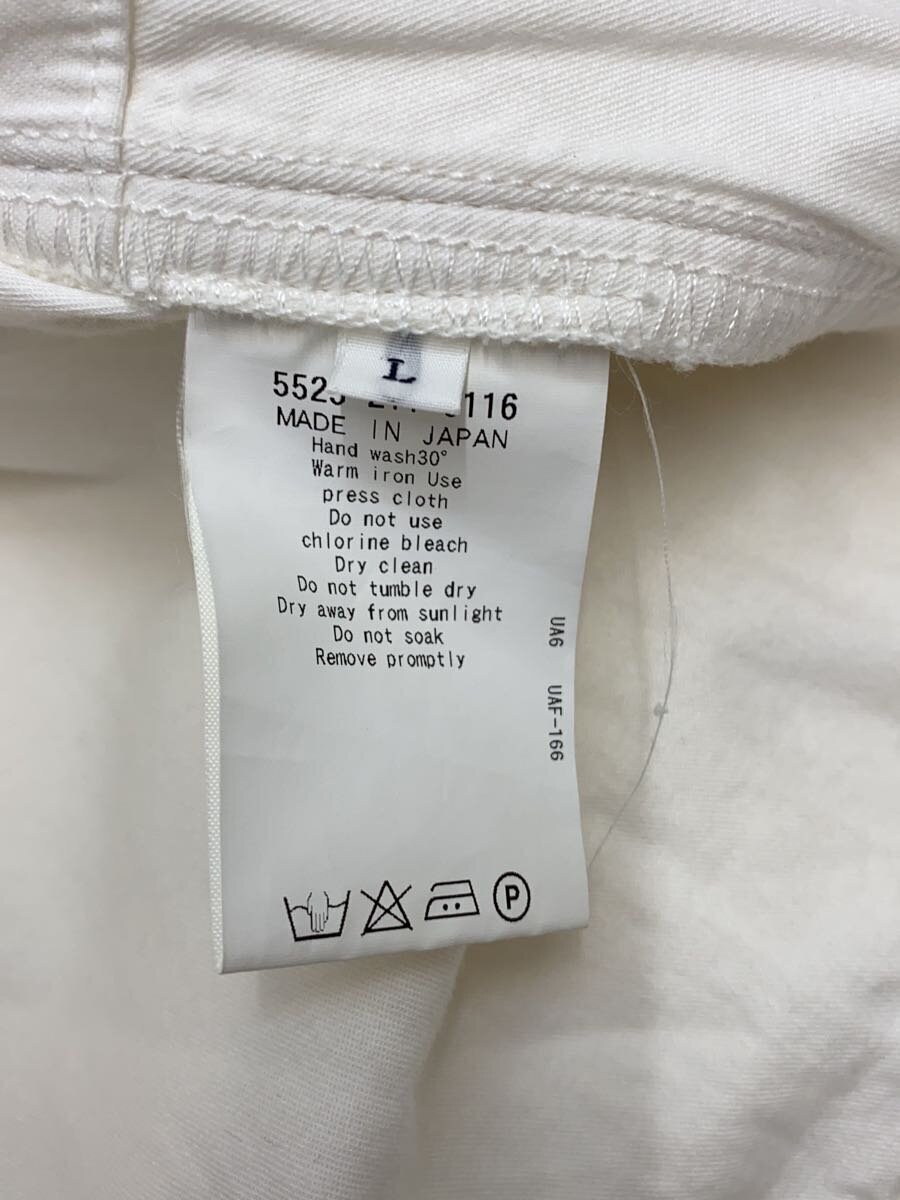 L
116
MADE IN JAPAN
Hand wash30°
Warm iron Use
press cloth
Do not use
chlorine bleach
Dry clean
Do not tumble dry
Dry away from sunlight
Do not soak
Remove promptly
UA6 UAF-166
P